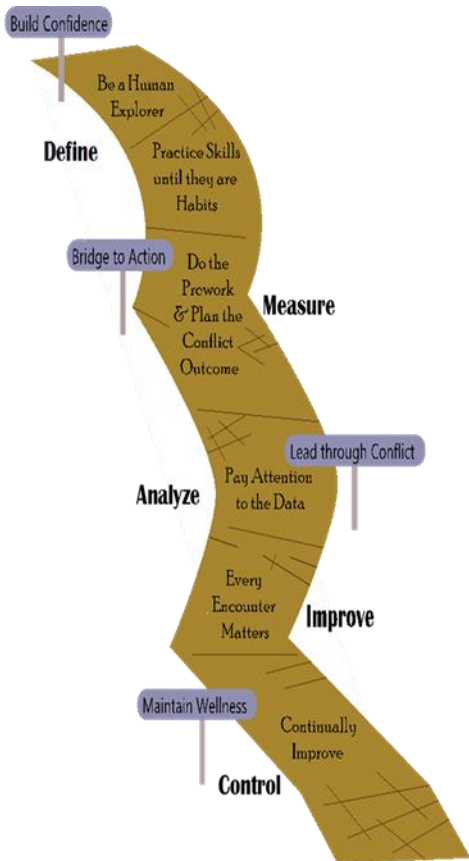 Build Confidence
Be a Human
Explorer
Define
Practice Skills
until they are
Habits
Bridge to Action
Do the
Prework
& Plan the
Conflict
Outcome
Measure
Lead through Conflict
Pay Attention
to the Data
Analyze
Every
Encounter
Matters
Improve
Maintain Wellness
Continually
Improve
Control